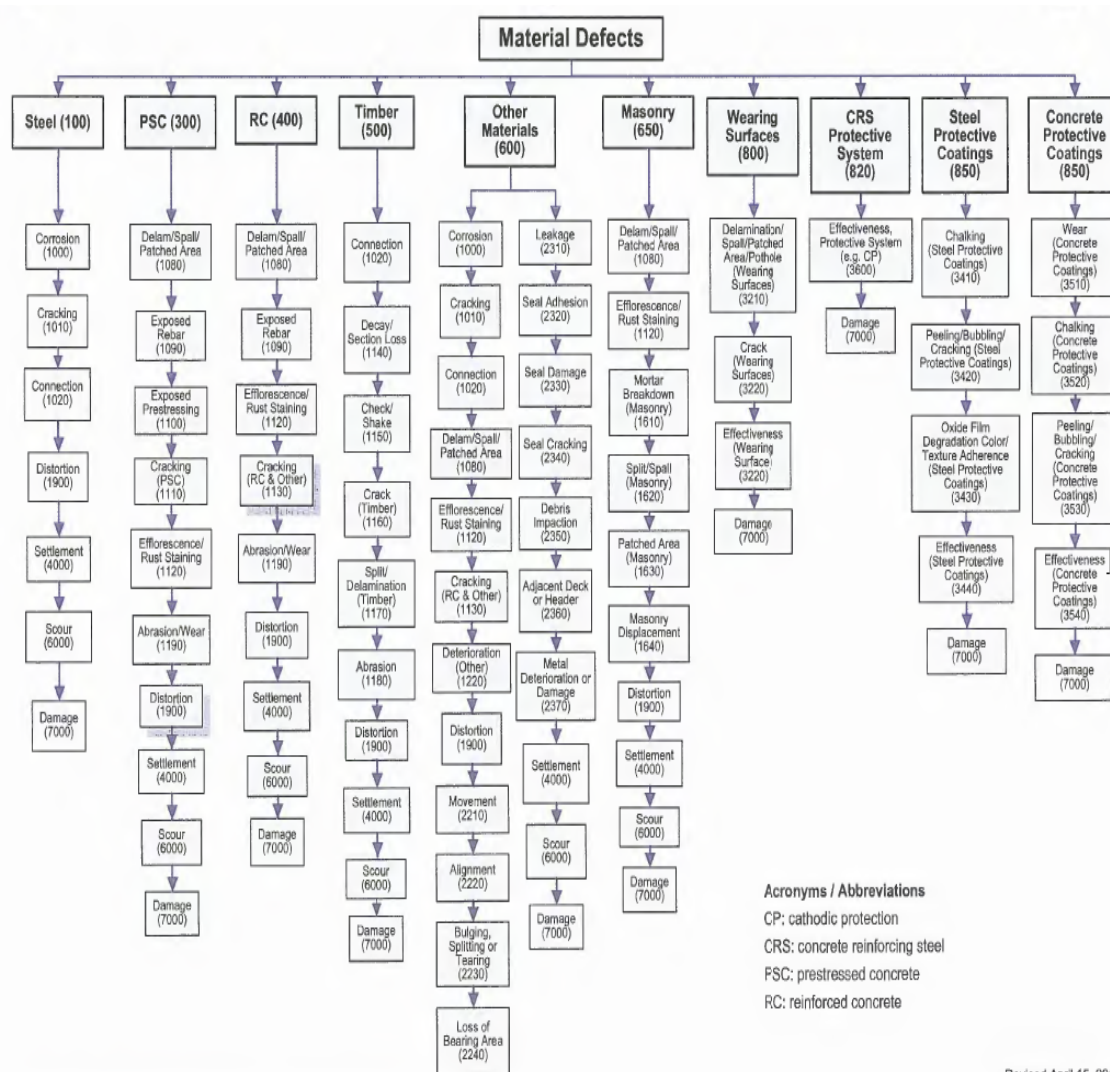 Material Defects
Steel (100)
PSC (300)
RC (400)
Timber
(500)
Other
Materials
(600)
Masonry
(650)
Wearing
Surfaces
(800)
CRS
Protective
System
(820)
Steel
Protective
Coatings
(850)
Concrete
Protective
Coatings
(850)
Corrosion
(1000)
Cracking
(1010)
Connection
(1020)
Distortion
(1900)
Settlement
(4000)
Scour
(6000)
Damage
(7000)
Delam/Spall/
Patched Area
(1080)
Exposed
Rebar
(1090)
Exposed
Prestressing
(1100)
Cracking
(PSC)
(1110)
Efflorescence/
Rust Staining
(1120)
Abrasion/Wear
(1190)
Distortion
(1900)
Settlement
(4000)
Scour
(6000)
Damage
(7000)
Delam/Spall/
Patched Area
(1080)
Exposed
Rebar
(1090)
Efflorescence/
Rust Staining
(1120)
Cracking
(RC & Other)
(1130)
Abrasion/Wear
(1190)
Distortion
(1900)
Settlement
(4000)
Scour
(6000)
Damage
(7000)
Connection
(1020)
Decay/
Section Loss
(1140)
Check/
Shake
(1150)
Crack
(Timber)
(1160)
Split/
Delamination
(Timber)
(1170)
Abrasion
(1180)
Distortion
(1900)
Settlement
(4000)
Scour
(6000)
Damage
(7000)
Corrosion
(1000)
Cracking
(1010)
Connection
(1020)
Delam/Spall/
Patched Area
(1080)
Efflorescence/
Rust Staining
(1120)
Cracking
(RC & Other)
(1130)
Deterioration
(Other)
(1220)
Distortion
(1900)
Movement
(2210)
Alignment
(2220)
Bulging,
Splitting or
Tearing
(2230)
Loss of
Bearing Area
(2240)
Leakage
(2310)
Seal Adhesion
(2320)
Seal Damage
(2330)
Seal Cracking
(2340)
Debris
Impaction
(2350)
Adjacent Deck
or Header
(2360)
Metal
Deterioration or
Damage
(2370)
Settlement
(4000)
Scour
(6000)
Damage
(7000)
Delam/Spall/
Patched Area
(1080)
Efflorescence/
Rust Staining
(1120)
Mortar
Breakdown
(Masonry)
(1610)
Split/Spall
(Masonry)
(1620)
Patched Area
(Masonry)
(1630)
Masonry
Displacement
(1640)
Distortion
(1900)
Settlement
(4000)
Scour
(6000)
Damage
(7000)
Delamination/
Spall/Patched
Area/Pothole
(Wearing
Surfaces)
(3210)
Crack
(Wearing
Surfaces)
(3220)
Effectiveness
(Wearing
Surface)
(3220)
Damage
(7000)
Effectiveness,
Protective System
(e.g. CP)
(3600)
Damage
(7000)
Chalking
(Steel Protective
Coatings)
(3410)
Peeling/Bubbling/
Cracking (Steel
Protective Coatings)
(3420)
Oxide Film
Degradation Color/
Texture Adherence
(Steel Protective
Coatings)
(3430)
Effectiveness
(Steel Protective
Coatings)
(3440)
Damage
(7000)
Wear
(Concrete
Protective
Coatings)
(3510)
Chalking
(Concrete
Protective
Coatings)
(3520)
Peeling/
Bubbling/
Cracking
(Concrete
Protective
Coatings)
(3530)
Effectiveness
(Concrete
Protective
Coatings)
(3540)
Damage
(7000)
Acronyms / Abbreviations
CP: cathodic protection
CRS: concrete reinforcing steel
PSC: prestressed concrete
RC: reinforced concrete
Revised April 15,